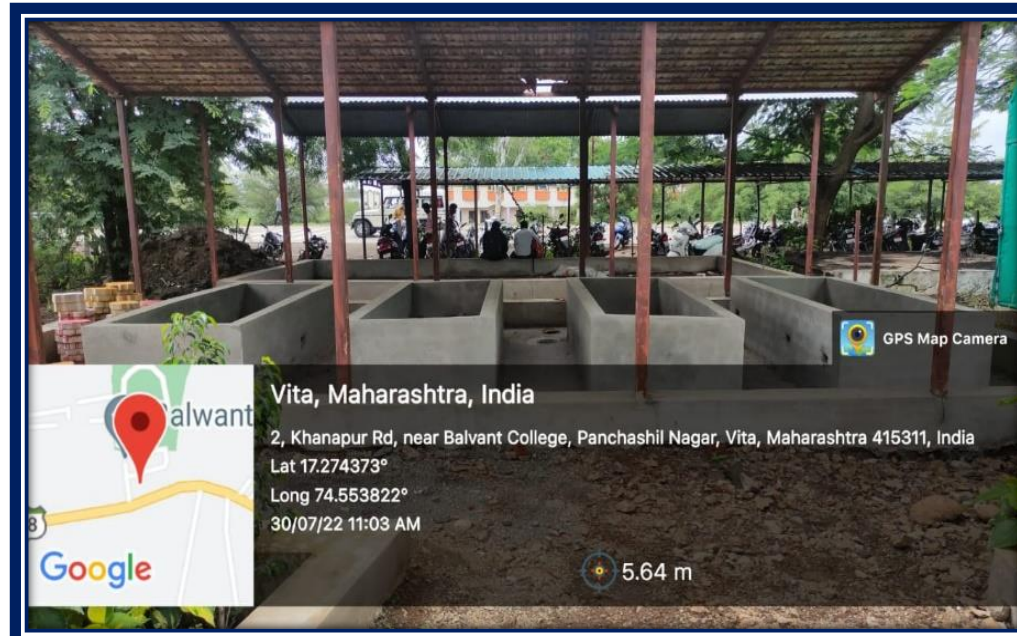 GPS Map Camera
alwant
8
Google
Vita, Maharashtra, India
2, Khanapur Rd, near Balvant College, Panchashil Nagar, Vita, Maharashtra 415311, India
Lat 17.274373°
Long 74.553822°
30/07/22 11:03 AM
5.64 m